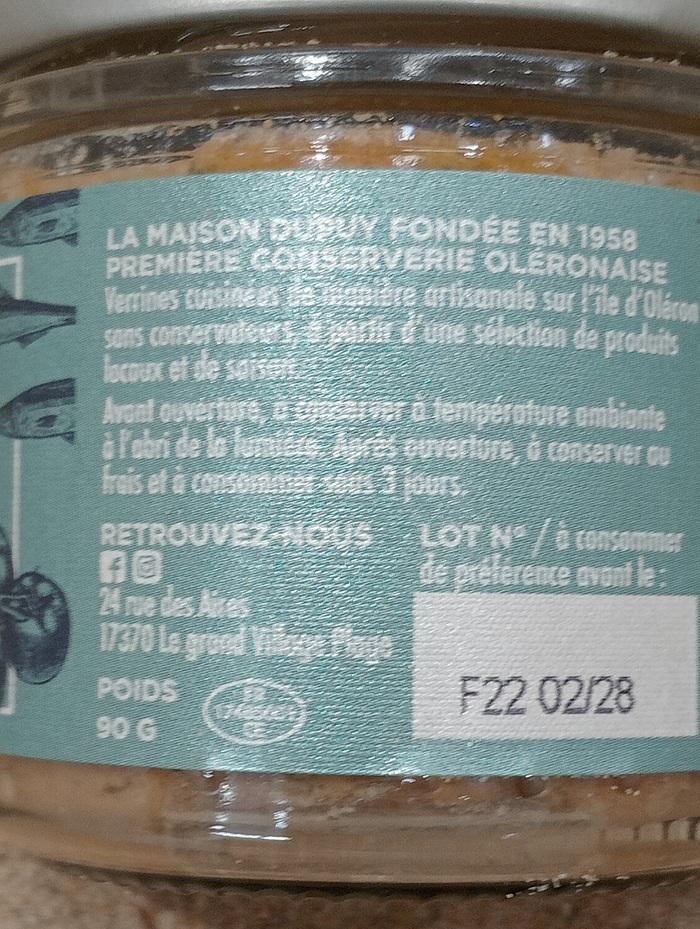 LA MAISON DUPUY FONDÉE EN 1958
PREMIÈRE CONSERVERIE OLÉRONAISE
Verrines cuisinées de manière artisanale sur l'île d'Oléron
sans conservateurs, à partir d'une sélection de produits
locaux et de saison.
Avant ouverture, à conserver à température ambiante
à l'abri de la lumière. Après ouverture, à conserver au
frais et à consommer sous 3 jours.
RETROUVEZ-NOUS
24 rue des Aires
17370 Le grand Village Plage
POIDS
90 G
FR
CE
LOT N° / à consommer
de préférence avant le :
F22 02/28